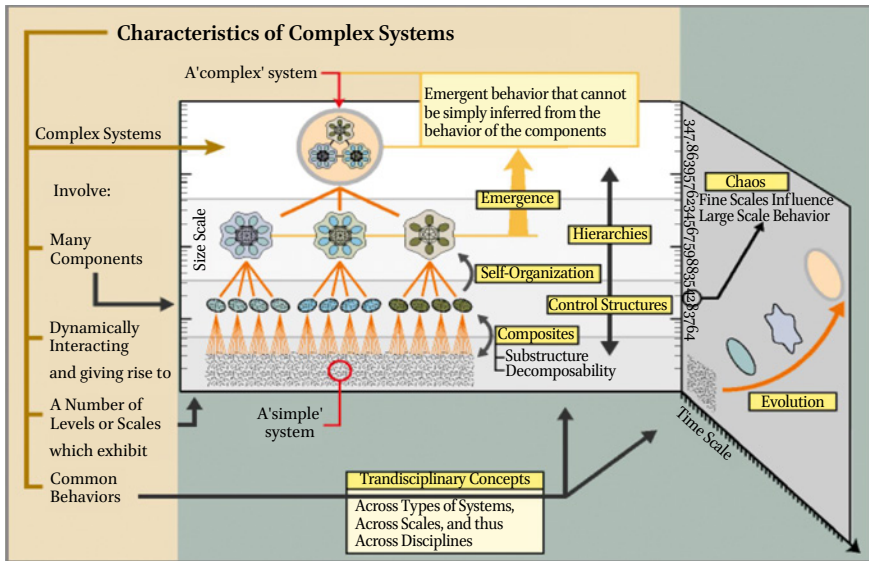 Characteristics of Complex Systems
A'complex' system
Emergent behavior that cannot
be simply inferred from the
behavior of the components
Complex Systems
Involve:
Many
Components
Dynamically
Interacting
and giving rise to
A Number of
Levels or Scales
which exhibit
Common
Behaviors
Size Scale
Emergence
Hierarchies
Self-Organization
Control Structures
Composites
Substructure
Decomposability
A'simple'
system
Chaos
Fine Scales Influence
Large Scale Behavior
Evolution
Time Scale
Trandisciplinary Concepts
Across Types of Systems,
Across Scales, and thus
Across Disciplines